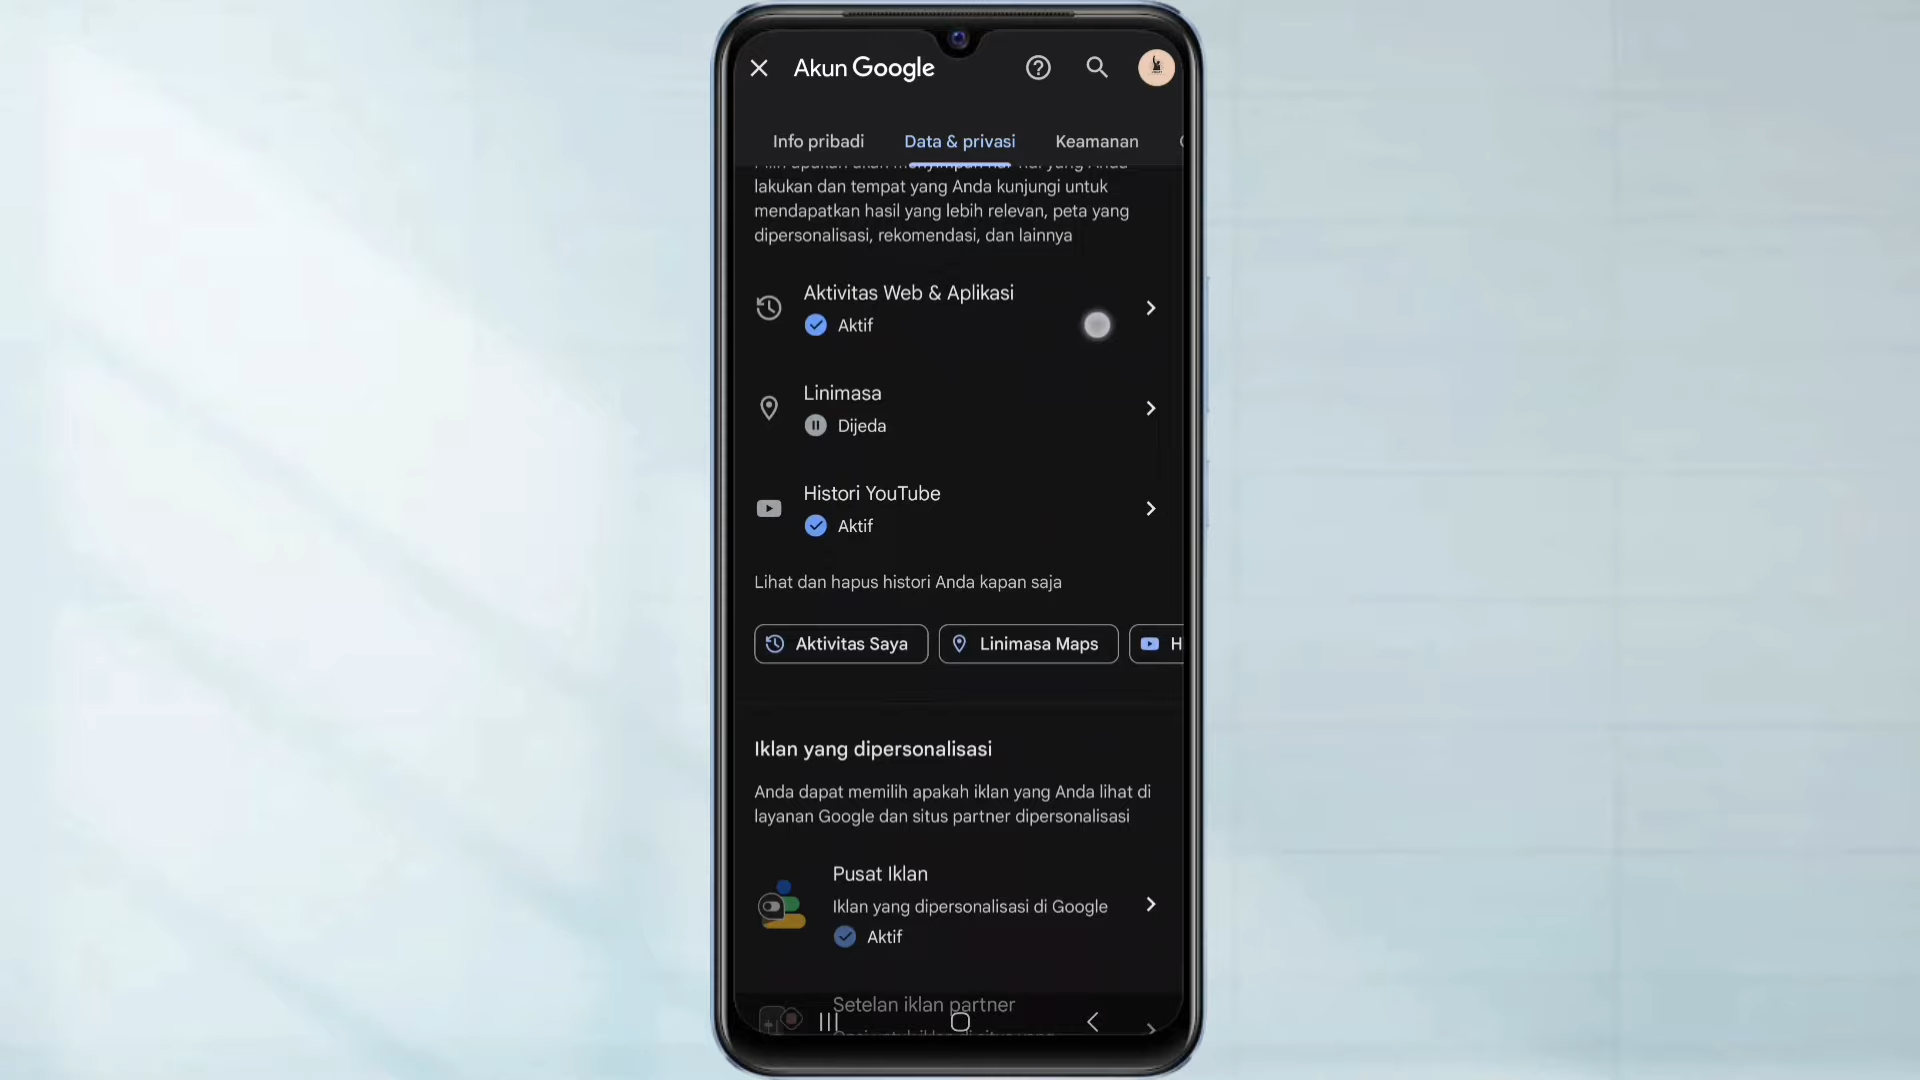 Akun Google
Info pribadi
Data & privasi
Keamanan
lakukan dan tempat yang Anda kunjungi untuk
mendapatkan hasil yang lebih relevan, peta yang
dipersonalisasi, rekomendasi, dan lainnya
Aktivitas Web & Aplikasi
Aktif
Linimasa
Dijeda
Histori YouTube
Aktif
Lihat dan hapus histori Anda kapan saja
Aktivitas Saya
Linimasa Maps
H
Iklan yang dipersonalisasi
Anda dapat memilih apakah iklan yang Anda lihat di
layanan Google dan situs partner dipersonalisasi
Pusat Iklan
Iklan yang dipersonalisasi di Google
Aktif
Setelan iklan partner